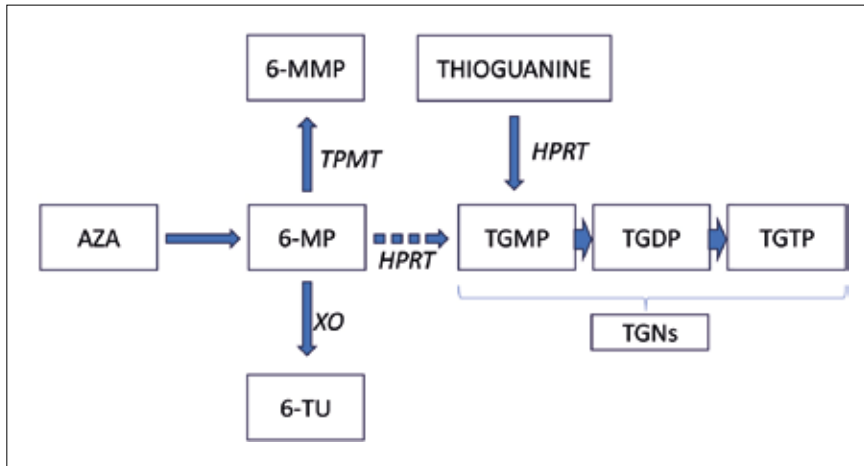 6-MMP
THIOGUANINE
TPMT
HPRT
AZA
6-MP
HPRT
TGMP
TGDP
TGTP
XO
TGNs
6-TU